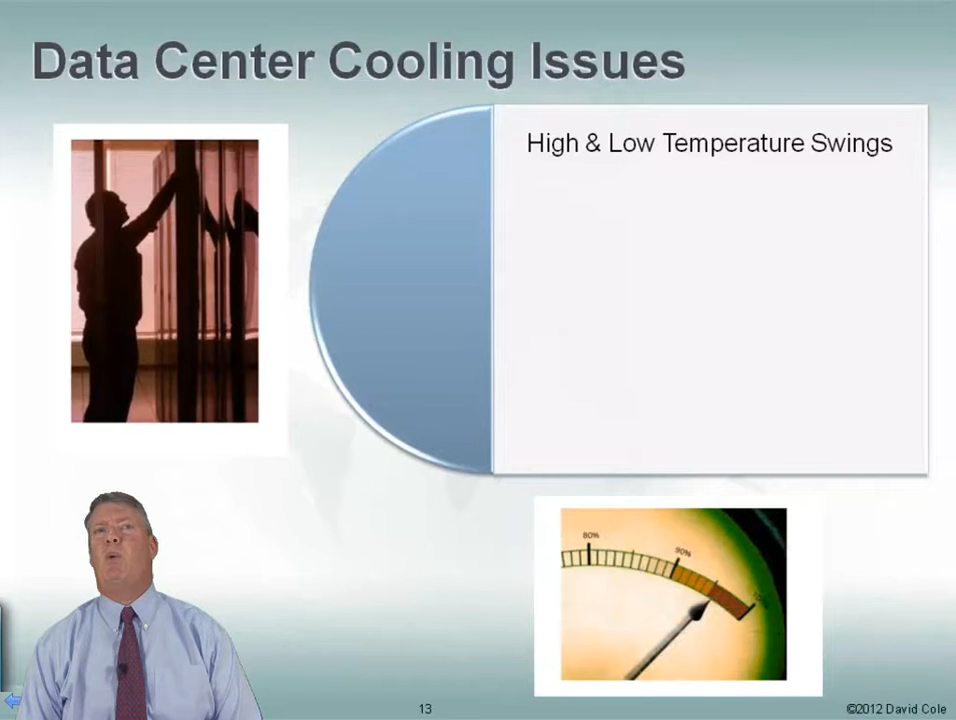 Data Center Cooling Issues
High & Low Temperature Swings
80%
90%
13
©2012 David Cole